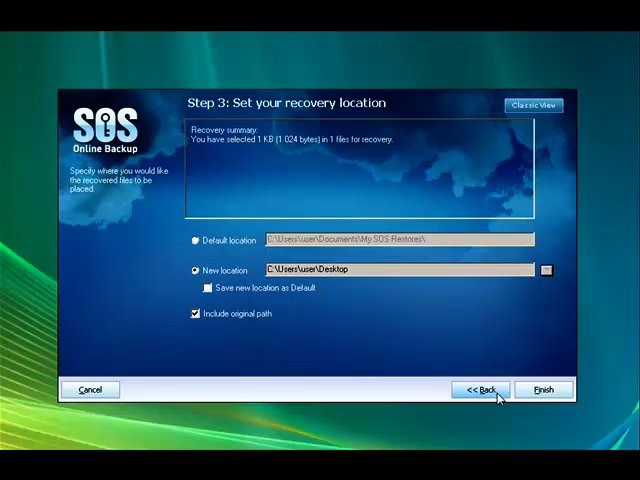 Step 3: Set your recovery location
Classic View
SOS
Online Backup
Specify where you would like
the recovered files to be
placed.
Recovery summary:
You have selected 1 KB (1 024 bytes) in 1 files for recovery.
Default location
C:\Users\user\Documents\My SOS Restores\
New location
C:\Users\user\Desktop
...
Save new location as Default
Include original path
Cancel
<< Back
Finish